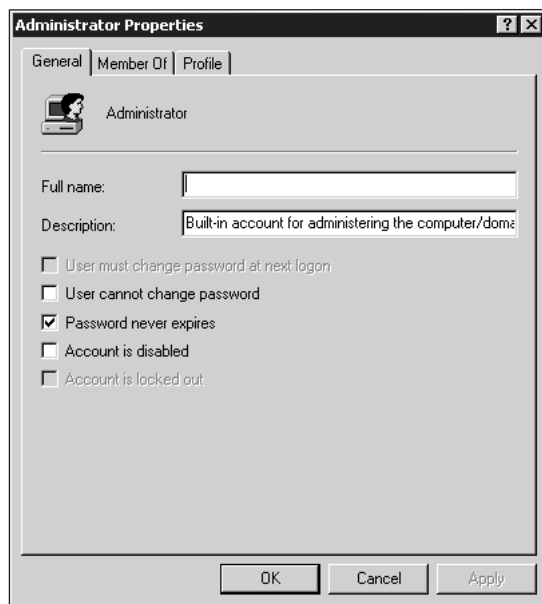 Administrator Properties
General Member Of Profile
Administrator
Full name:
Description: Built-in account for administering the computer/doma
User must change password at next logon
User cannot change password
Password never expires
Account is disabled
Account is locked out
OK Cancel Apply